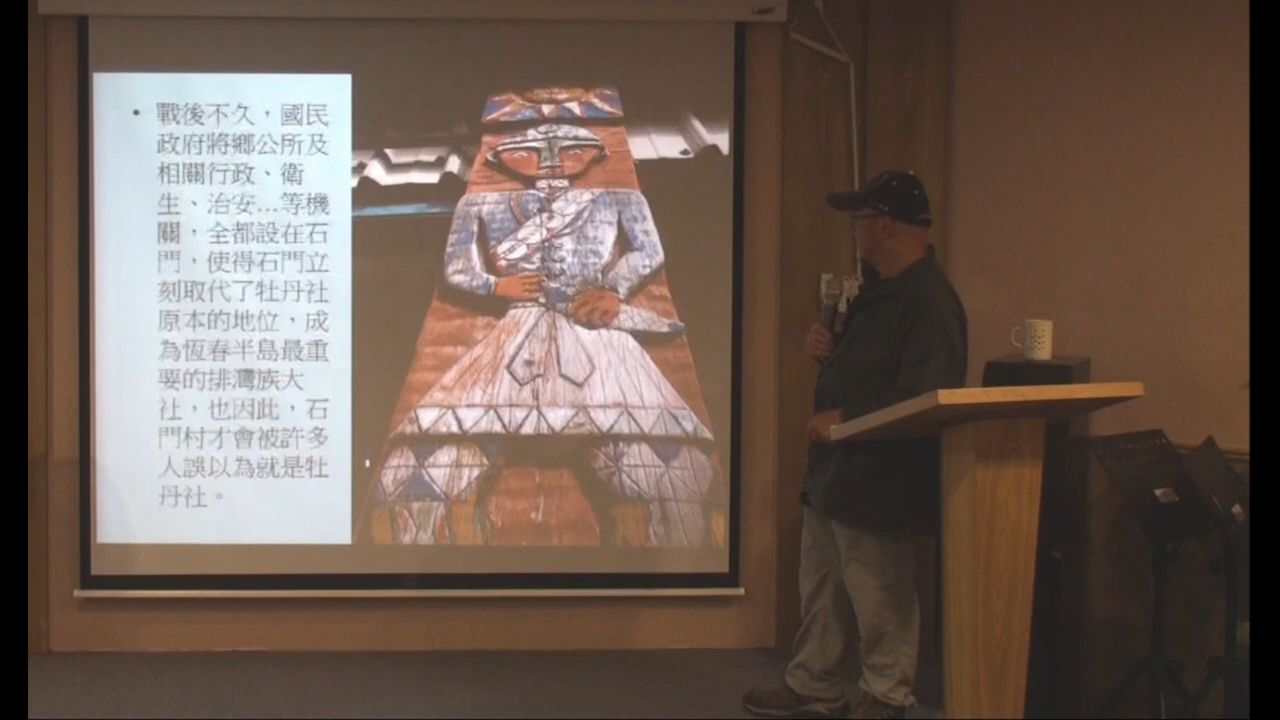 • 戰後不久，國民
政府將鄉公所及
相關行政、衛
生、治安...等機
關，全都設在石
門，使得石門立
刻取代了牡丹社
原本的地位，成
為恆春半島最重
要的排灣族大
社，也因此，石
門村才會被許多
人誤以為就是牡
丹社。